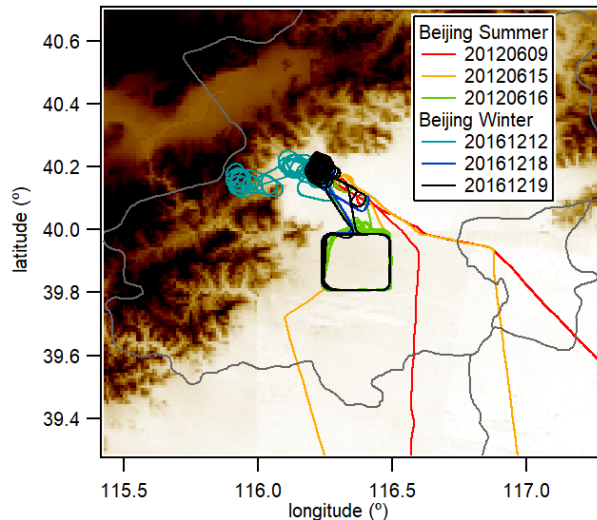 Beijing Summer
20120609
20120615
20120616
Beijing Winter
20161212
20161218
20161219
40.6
40.4
40.2
40.0
39.8
39.6
39.4
latitude (º)
115.5 116.0 116.5 117.0
longitude (º)